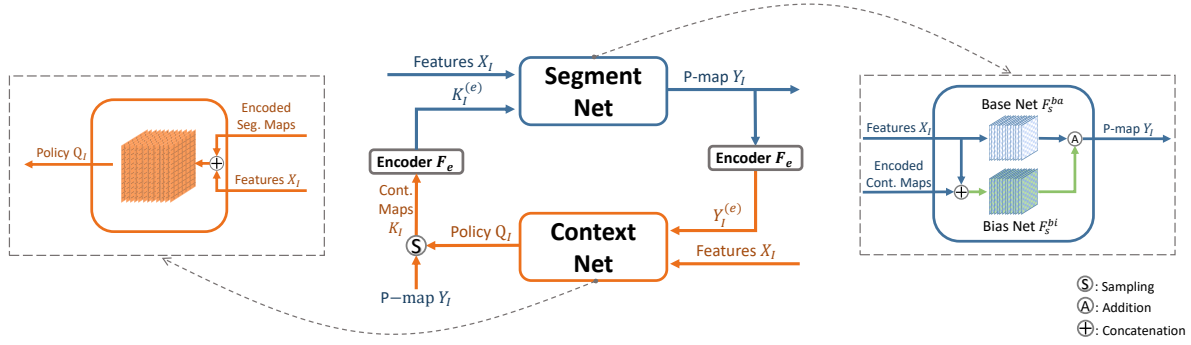 Encoded
Seg. Maps
Policy Q_I
Features X_I
Features X_I
K_I^{(e)}
Segment
Net
P-map Y_I
Encoder F_e
Encoder F_e
Cont.
Maps
K_I
Y_I^{(e)}
Policy Q_I
Context
Net
Features X_I
S
P−map Y_I
Base Net F_s^{ba}
Features X_I
P-map Y_I
A
Encoded
Cont. Maps
Bias Net F_s^{bi}
S: Sampling
A: Addition
+: Concatenation